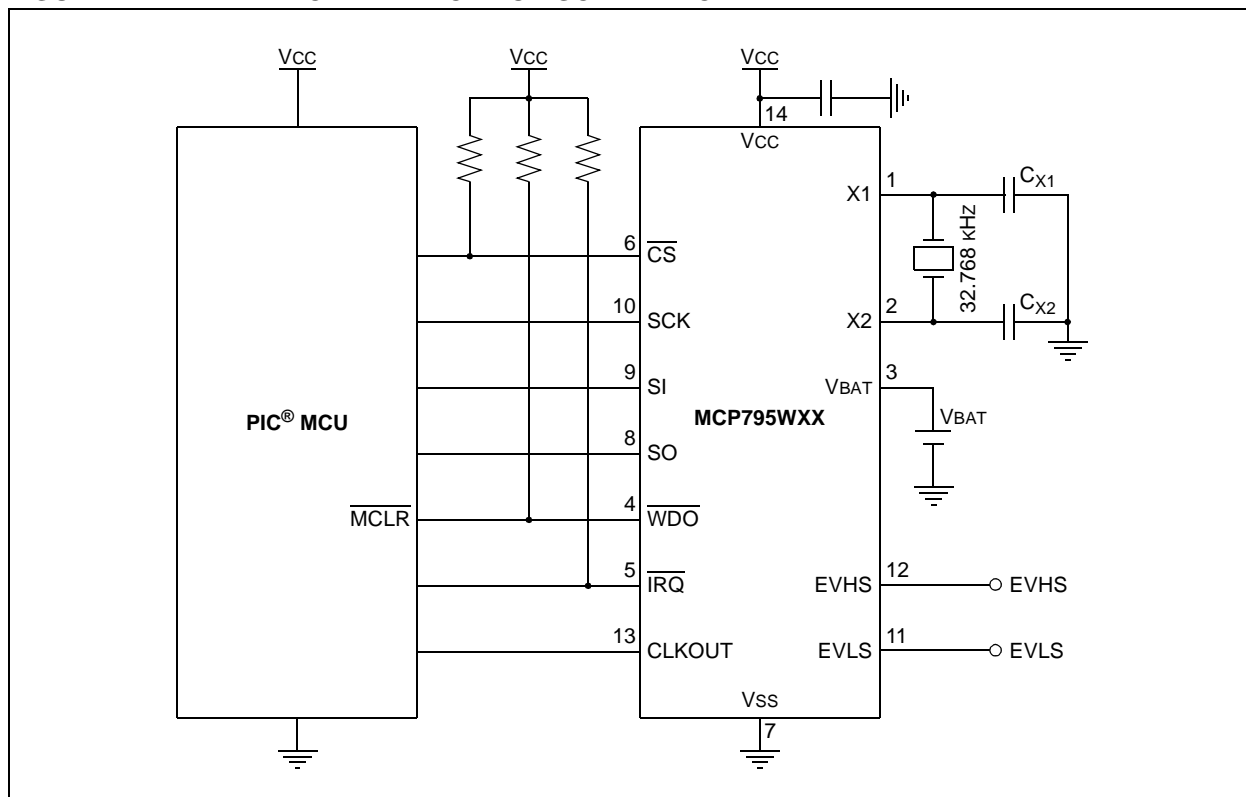 VCC
VCC
VCC
14
VCC
1
X1
CX1
32.768 kHz
6
CS
10
SCK
2
X2
CX2
9
SI
3
VBAT
VBAT
PIC® MCU
MCP795WXX
8
SO
MCLR
4
WDO
5
IRQ
12
EVHS
EVHS
13
CLKOUT
11
EVLS
EVLS
VSS
7